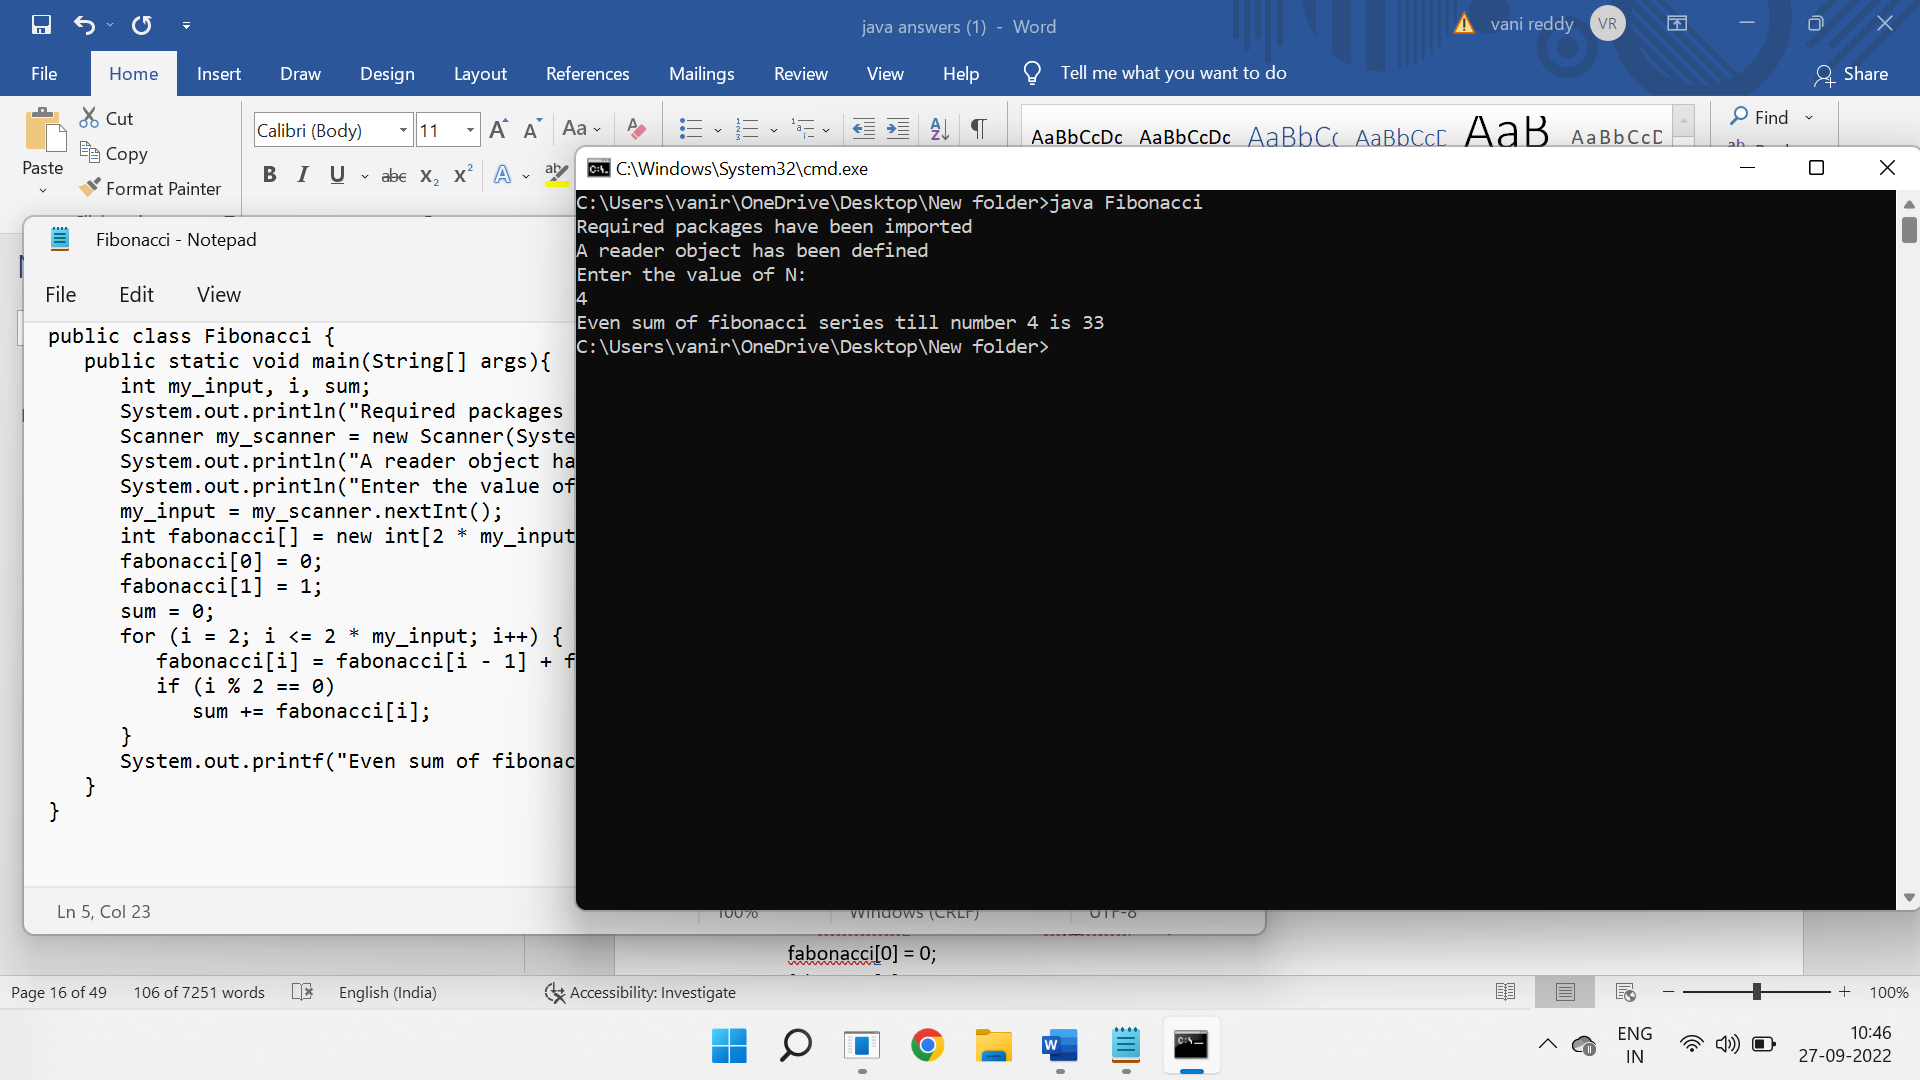 java answers (1) - Word
vani reddy
VR
File
Home
Insert
Draw
Design
Layout
References
Mailings
Review
View
Help
Tell me what you want to do
Share
Paste
Cut
Copy
Format Painter
Calibri (Body)
11
AaBbCcDc
AaBbCcDc
AaBbCc
AaBbCcD
AaB
AaBbCcD
Find
C:\Windows\System32\cmd.exe
C:\Users\vanir\OneDrive\Desktop\New folder>java Fibonacci
Required packages have been imported
A reader object has been defined
Enter the value of N:
4
Even sum of fibonacci series till number 4 is 33
C:\Users\vanir\OneDrive\Desktop\New folder>
Fibonacci - Notepad
File
Edit
View
public class Fibonacci {
public static void main(String[] args){
int my_input, i, sum;
System.out.println("Required packages
Scanner my_scanner = new Scanner(Syste
System.out.println("A reader object ha
System.out.println("Enter the value of
my_input = my_scanner.nextInt();
int fabonacci[] = new int[2 * my_input
fabonacci[0] = 0;
fabonacci[1] = 1;
sum = 0;
for (i = 2; i <= 2 * my_input; i++) {
fabonacci[i] = fabonacci[i - 1] + f
if (i % 2 == 0)
sum += fabonacci[i];
}
System.out.printf("Even sum of fibonac
}
}
Ln 5, Col 23
100%
Windows (CRLF)
UTF-8
fabonacci[0] = 0;
Page 16 of 49
106 of 7251 words
English (India)
Accessibility: Investigate
100%
ENG
IN
10:46
27-09-2022